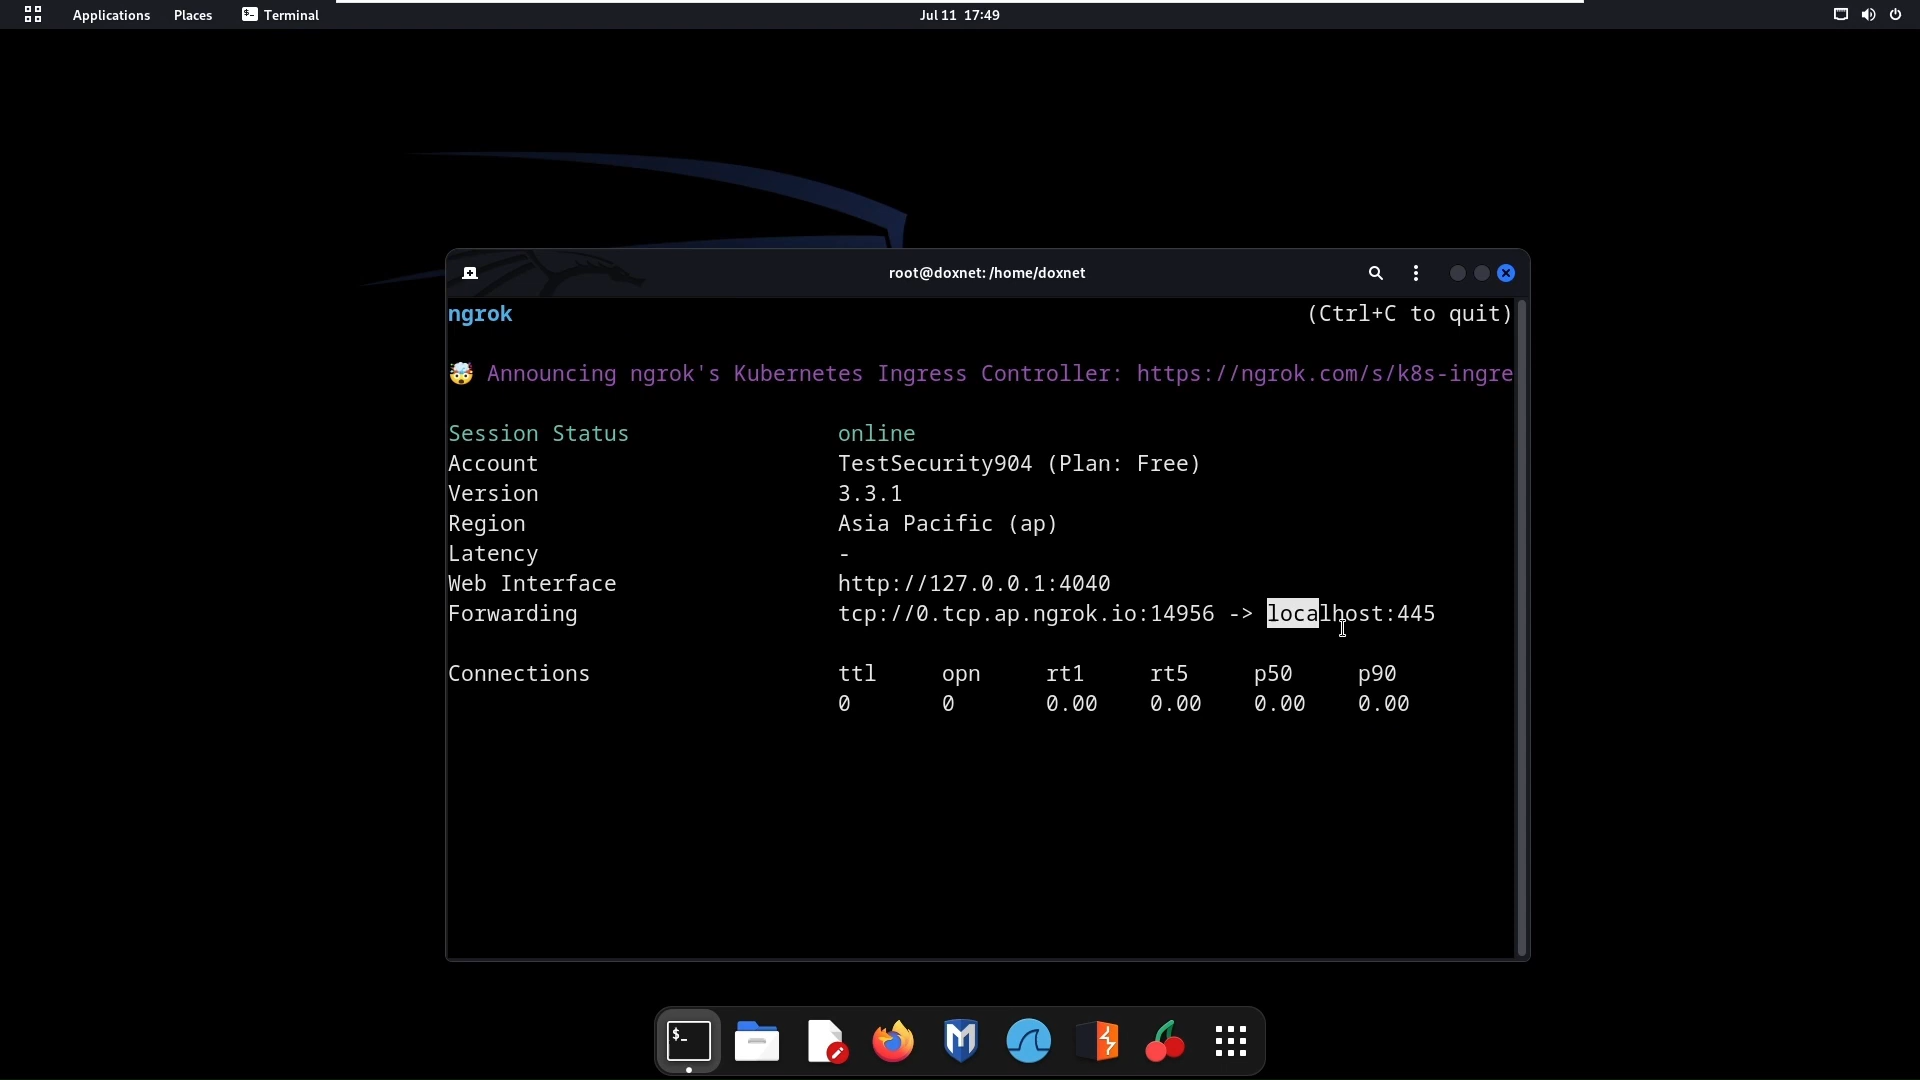 Applications Places Terminal Jul 11 17:49
root@doxnet: /home/doxnet
ngrok (Ctrl+C to quit)
🤯 Announcing ngrok's Kubernetes Ingress Controller: https://ngrok.com/s/k8s-ingre
Session Status online
Account TestSecurity904 (Plan: Free)
Version 3.3.1
Region Asia Pacific (ap)
Latency -
Web Interface http://127.0.0.1:4040
Forwarding tcp://0.tcp.ap.ngrok.io:14956 -> localhost:445
Connections ttl opn rt1 rt5 p50 p90
0 0 0.00 0.00 0.00 0.00